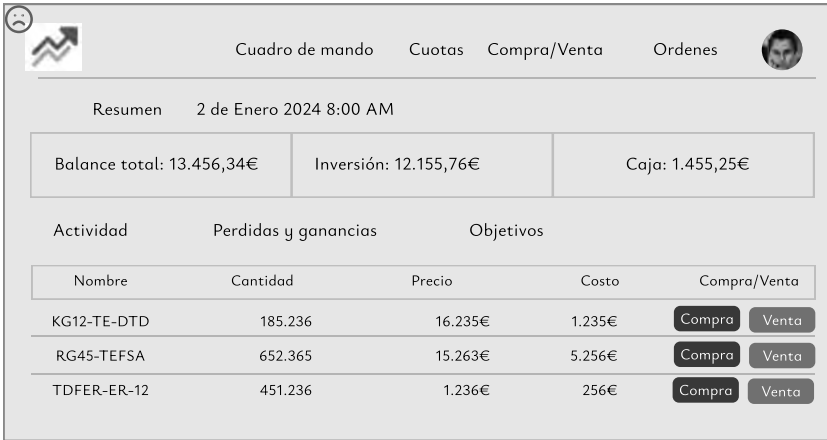 Cuadro de mando Cuotas Compra/Venta Ordenes
Resumen 2 de Enero 2024 8:00 AM
Balance total: 13.456,34€ Inversión: 12.155,76€ Caja: 1.455,25€
Actividad Perdidas y ganancias Objetivos
Nombre Cantidad Precio Costo Compra/Venta
KG12-TE-DTD 185.236 16.235€ 1.235€ Compra Venta
RG45-TEFSA 652.365 15.263€ 5.256€ Compra Venta
TDFER-ER-12 451.236 1.236€ 256€ Compra Venta